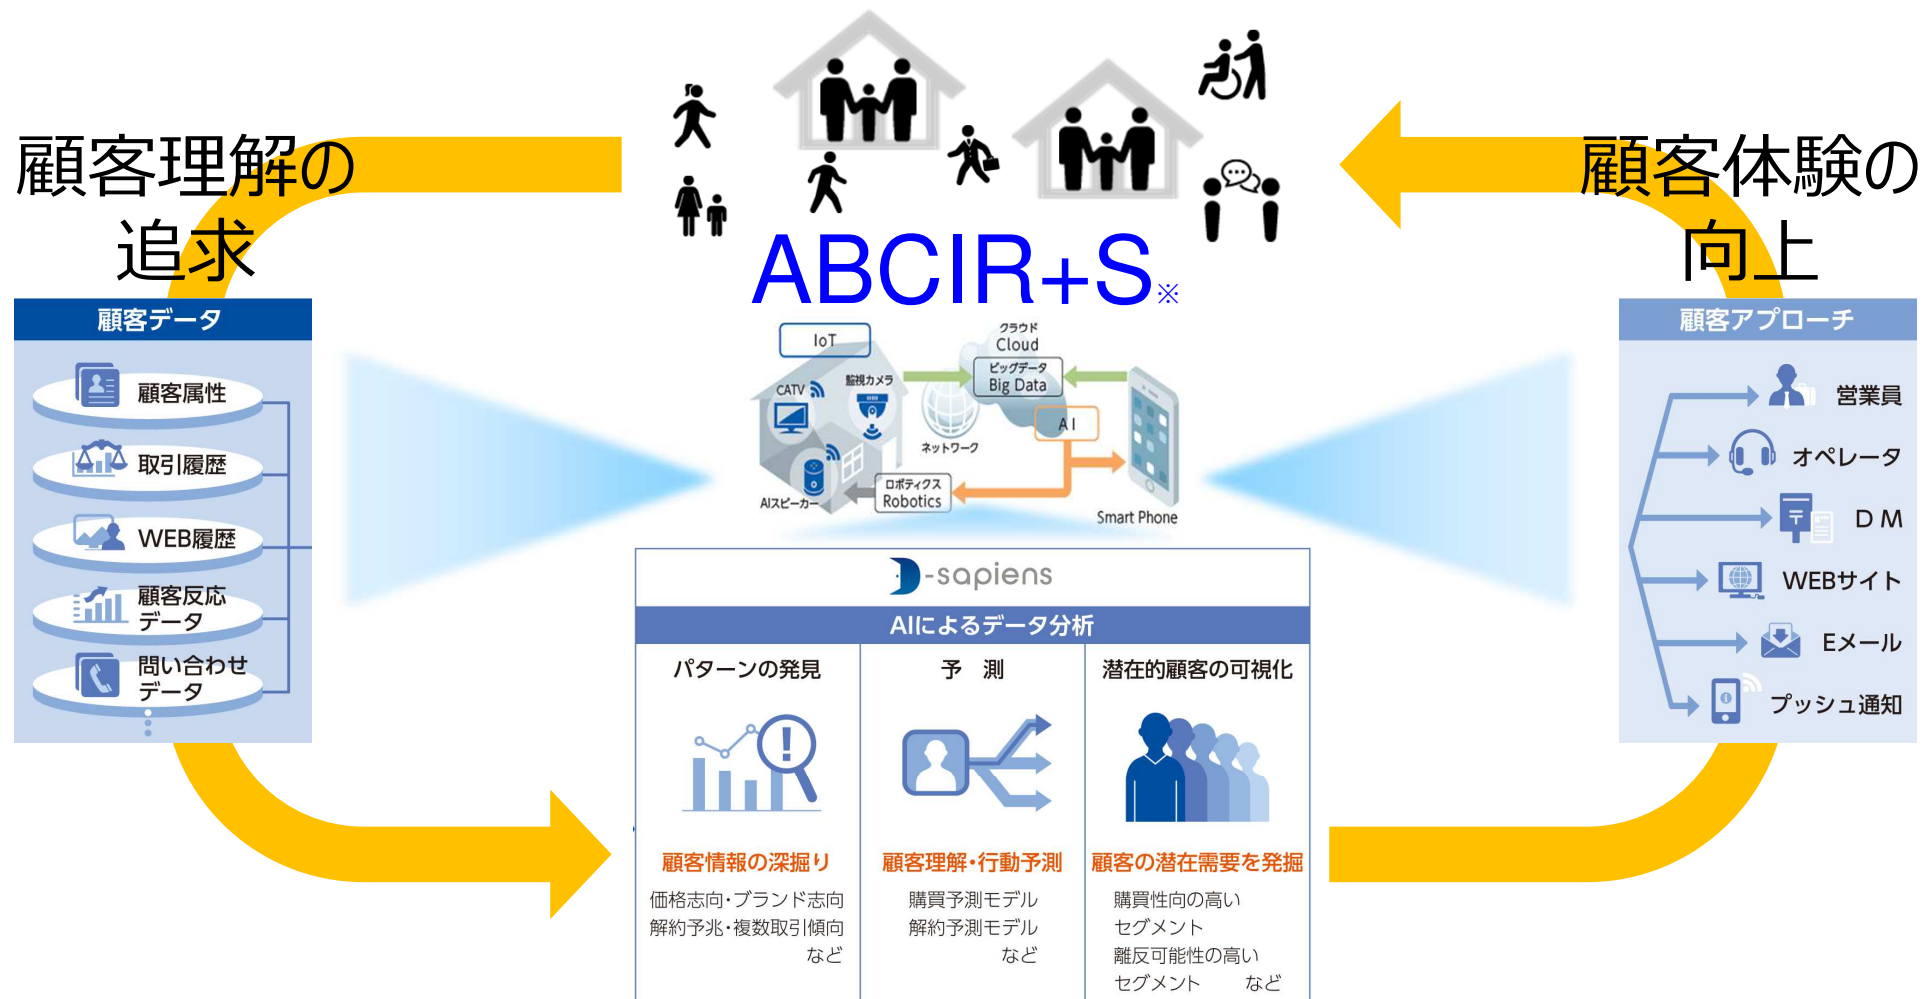 顧客理解の
追求
顧客データ
顧客属性
取引履歴
WEB履歴
顧客反応
データ
問い合わせ
データ
ABCIR+S※
IoT
クラウド
Cloud
ビッグデータ
Big Data
CATV
監視カメラ
AI
ネットワーク
ロボティクス
Robotics
AIスピーカー
Smart Phone
D-sapiens
AIによるデータ分析
パターンの発見
顧客情報の深掘り
価格志向・ブランド志向
解約予兆・複数取引傾向
など
予 測
顧客理解・行動予測
購買予測モデル
解約予測モデル
など
潜在的顧客の可視化
顧客の潜在需要を発掘
購買性向の高い
セグメント
離反可能性の高い
セグメント など
顧客体験の
向上
顧客アプローチ
営業員
オペレータ
DM
WEBサイト
Eメール
プッシュ通知